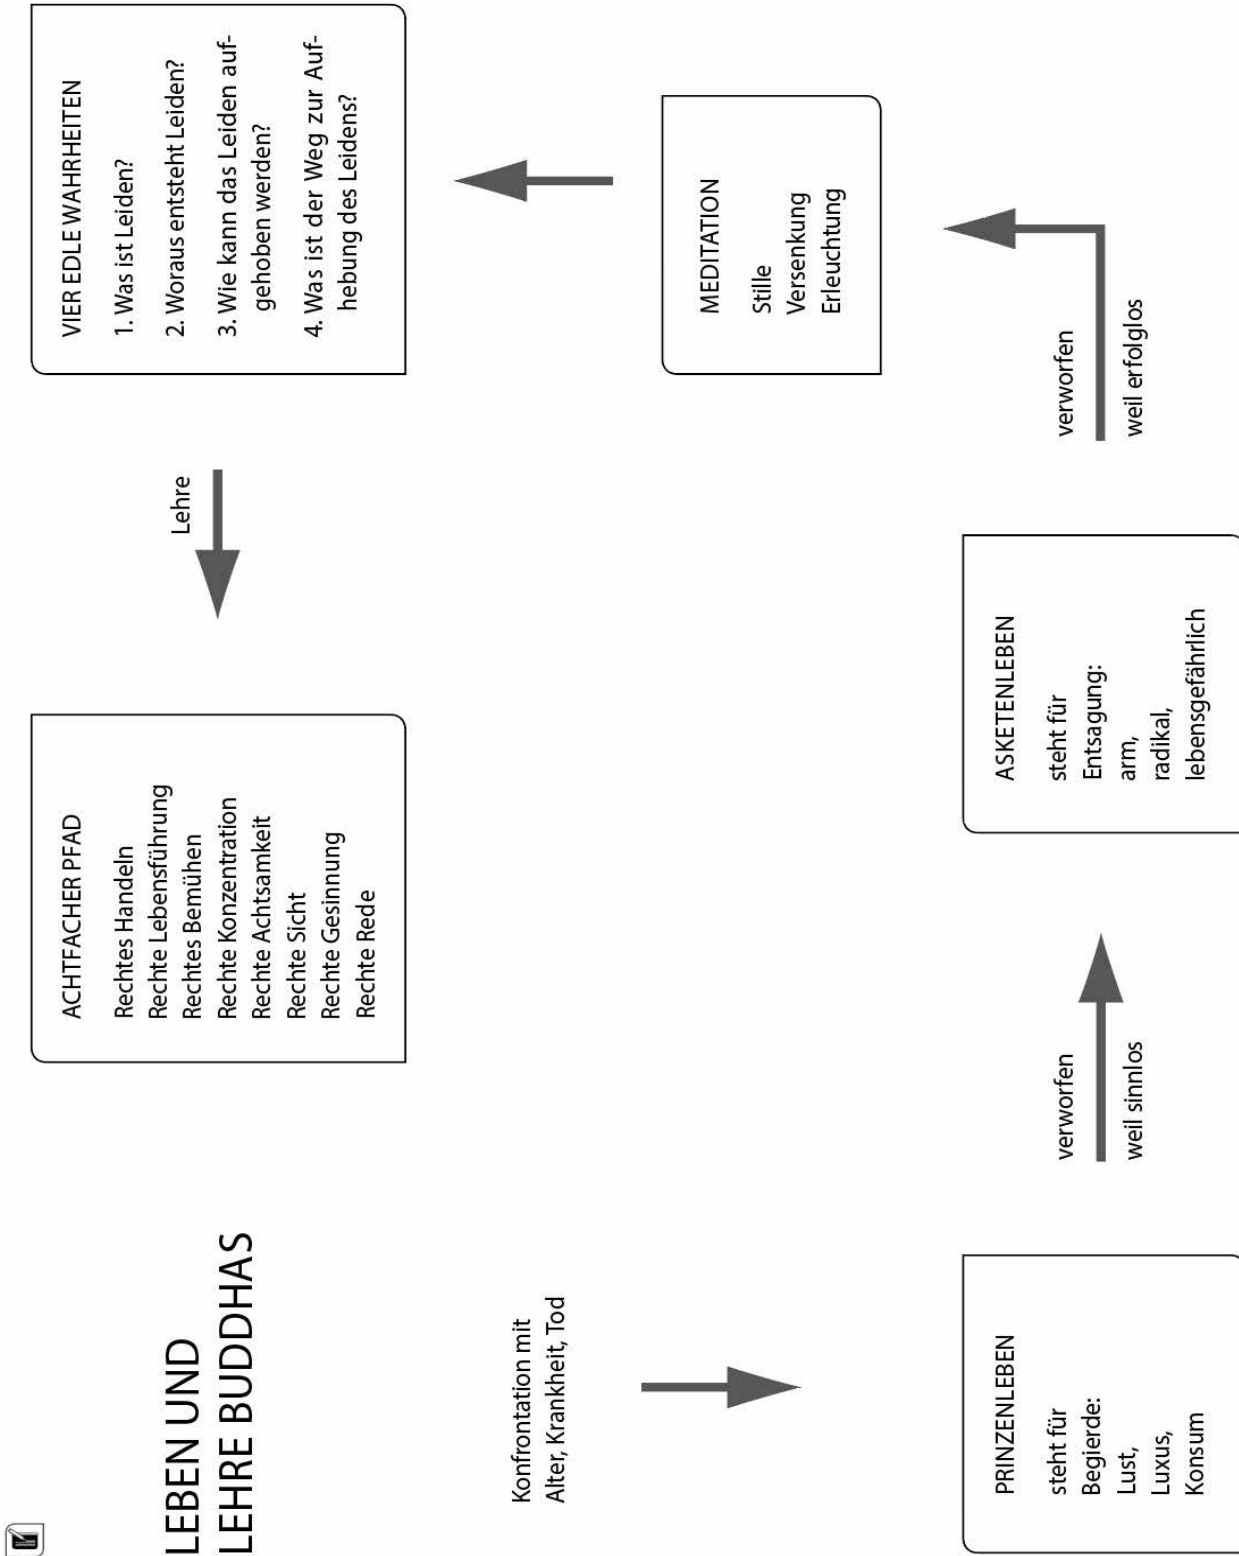 LEBEN UND
LEHRE BUDDHAS
Konfrontation mit
Alter, Krankheit, Tod
PRINZENLEBEN
steht für
Begierde:
Lust,
Luxus,
Konsum
verworfen
weil sinnlos
ASKETENLEBEN
steht für
Entsagung:
arm,
radikal,
lebensgefährlich
verworfen
weil erfolglos
MEDITATION
Stille
Versenkung
Erleuchtung
VIER EDLE WAHRHEITEN
1. Was ist Leiden?
2. Woraus entsteht Leiden?
3. Wie kann das Leiden auf-
gehoben werden?
4. Was ist der Weg zur Auf-
hebung des Leidens?
Lehre
ACHTFACHER PFAD
Rechtes Handeln
Rechte Lebensführung
Rechtes Bemühen
Rechte Konzentration
Rechte Achtsamkeit
Rechte Sicht
Rechte Gesinnung
Rechte Rede